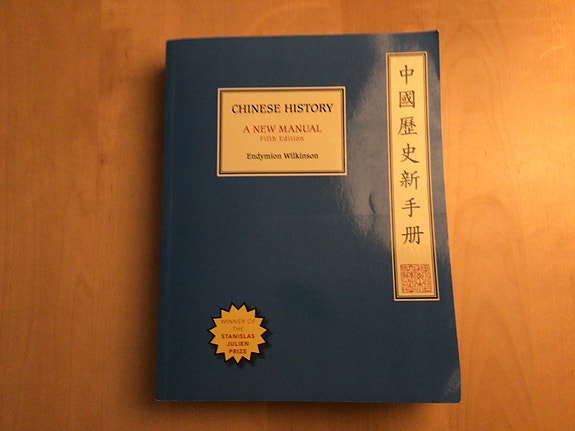 CHINESE HISTORY
A NEW MANUAL
Fifth Edition
Endymion Wilkinson
中國歷史新手册
WINNER OF
THE
STANISLAS
JULIEN
PRIZE